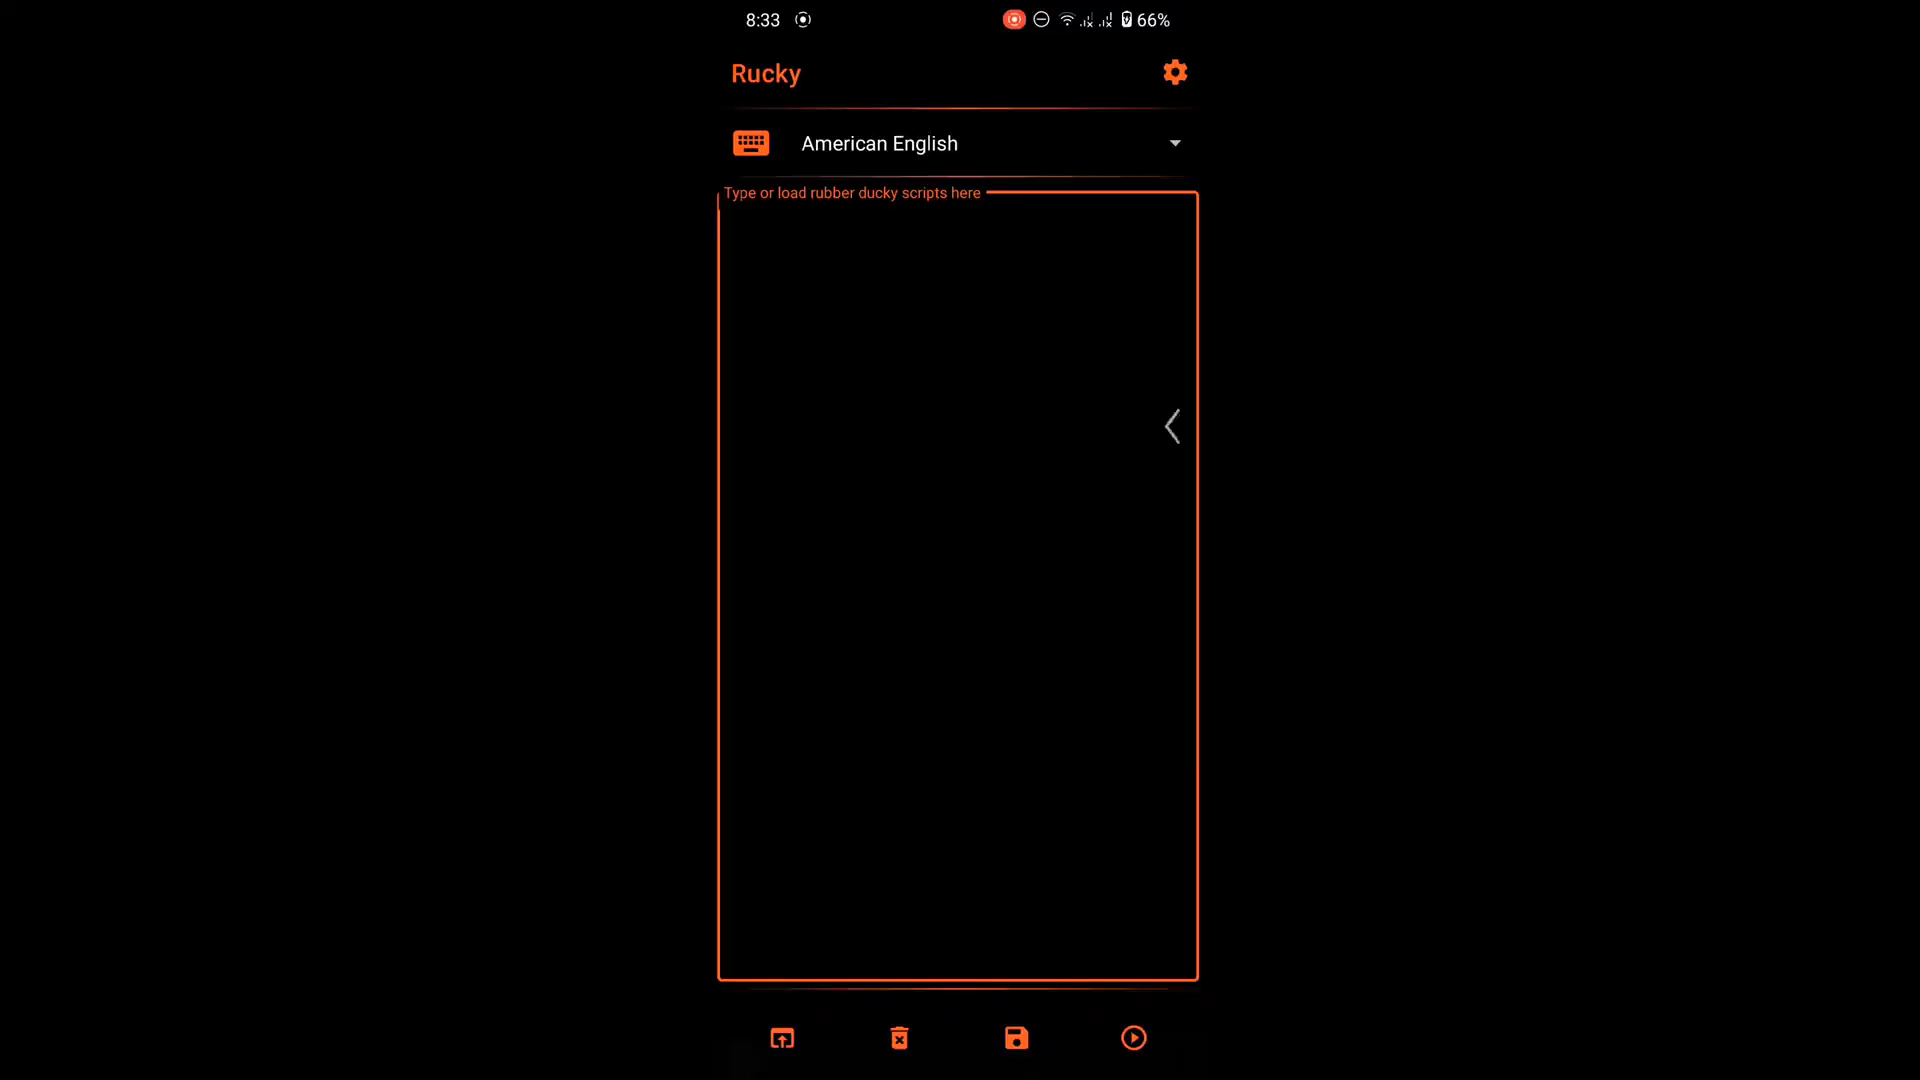 8:33
66%
Rucky
American English
Type or load rubber ducky scripts here